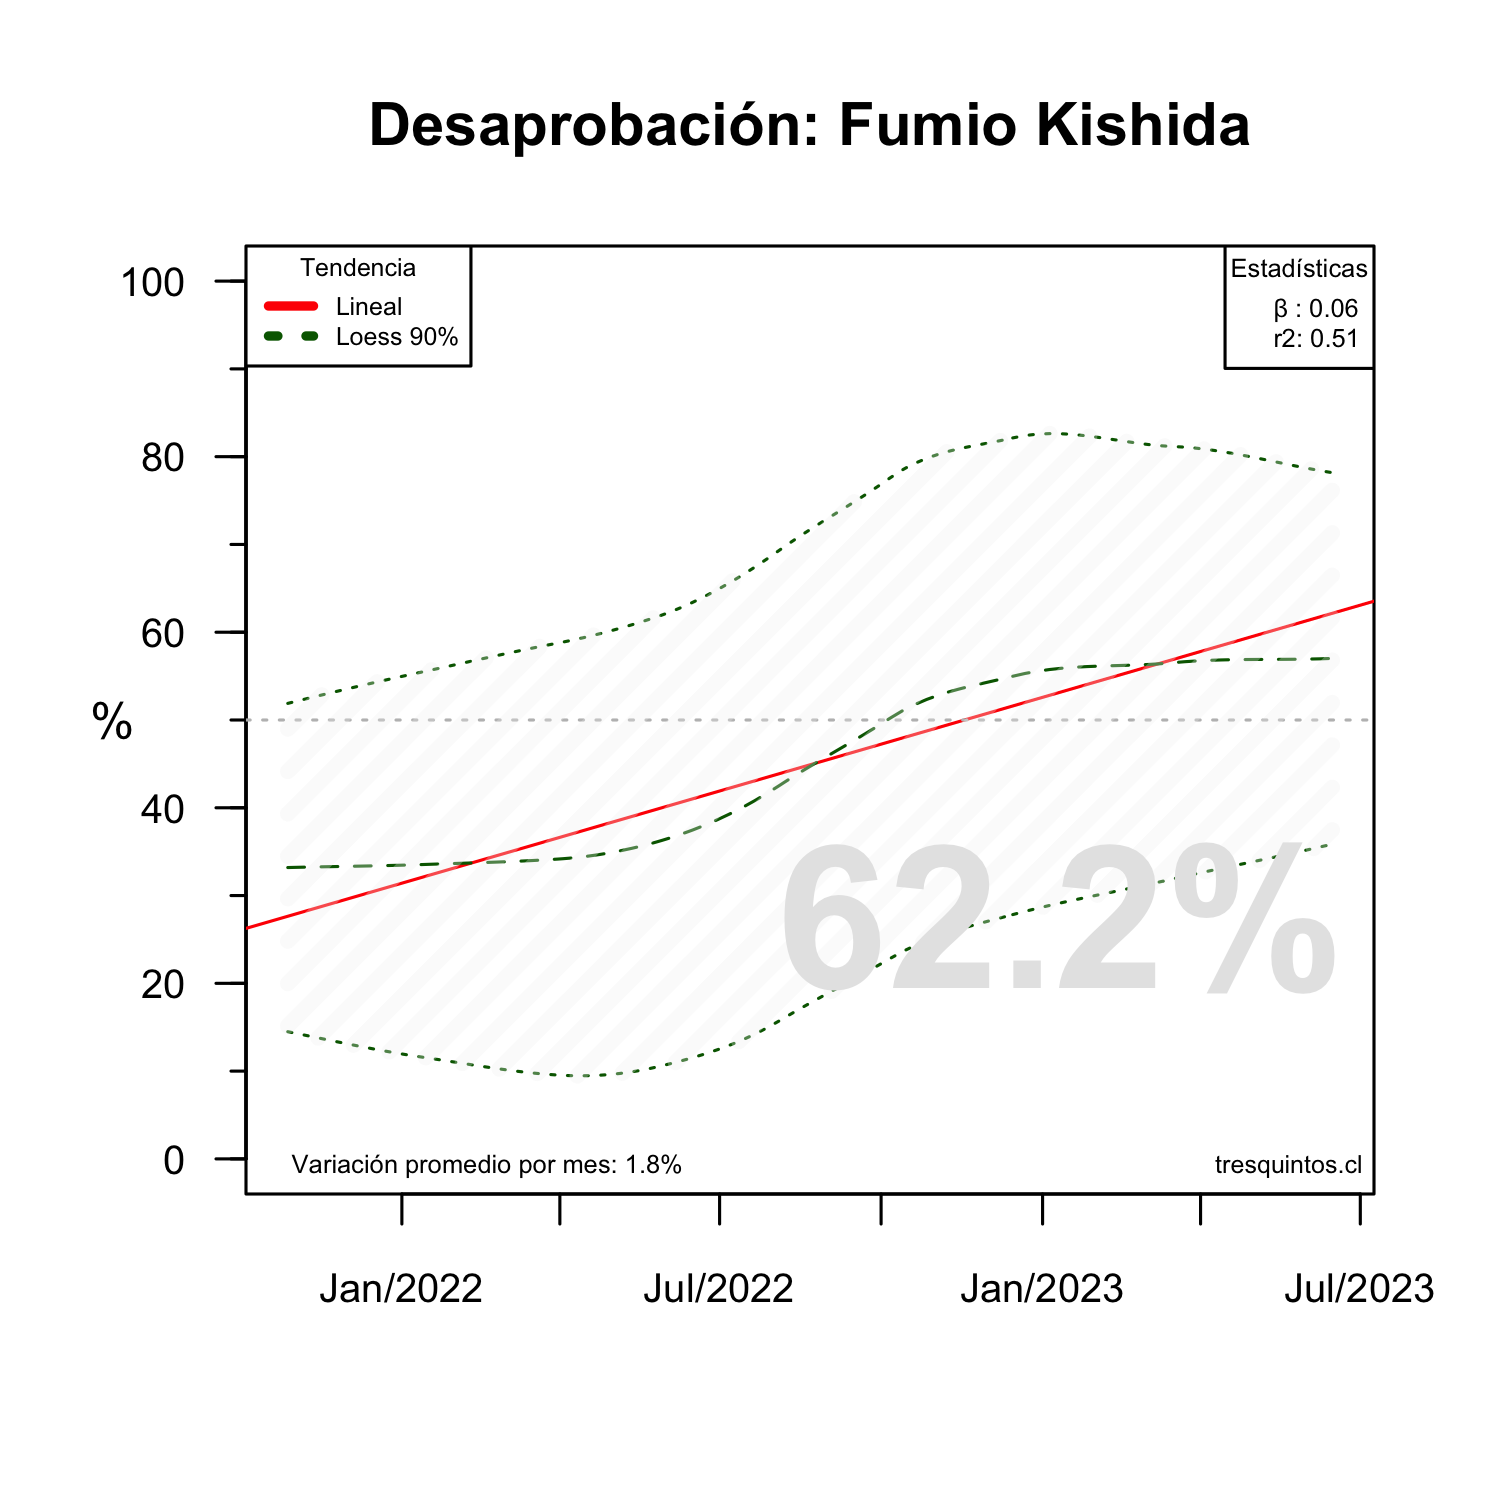 Desaprobación: Fumio Kishida
Tendencia
Lineal
Loess 90%
Estadísticas
β : 0.06
r2: 0.51
100
80
60
40
20
0
%
62.2%
Variación promedio por mes: 1.8%
tresquintos.cl
Jan/2022
Jul/2022
Jan/2023
Jul/2023